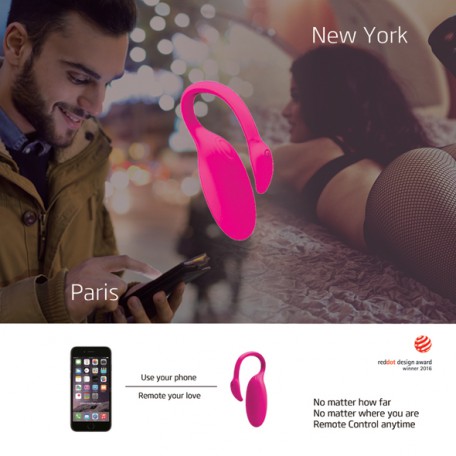 New York
Paris
Use your phone
Remote your love
reddot design award
winner 2016
No matter how far
No matter where you are
Remote Control anytime